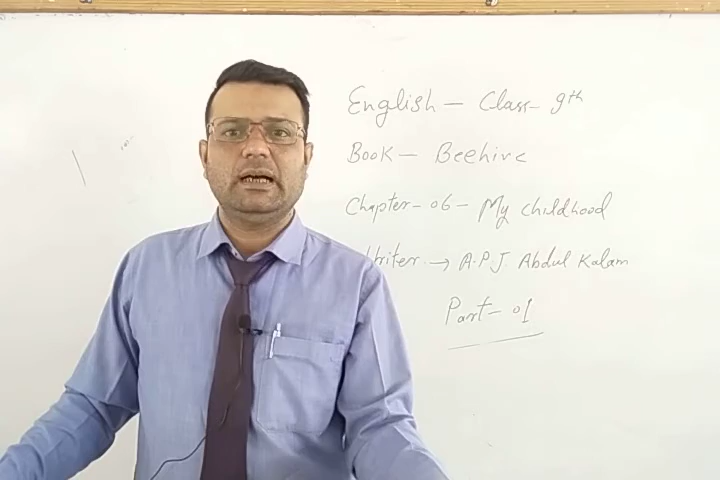 English - Class - 9th
Book - Beehive
Chapter - 06 - My childhood
Writer → A.P.J. Abdul Kalam
Part - 01